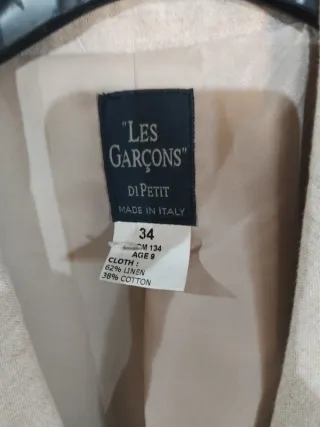 "LES
GARÇONS"
DI PETIT
MADE IN ITALY
34
CM 134
AGE 9
CLOTH :
62% LINEN
38% COTTON